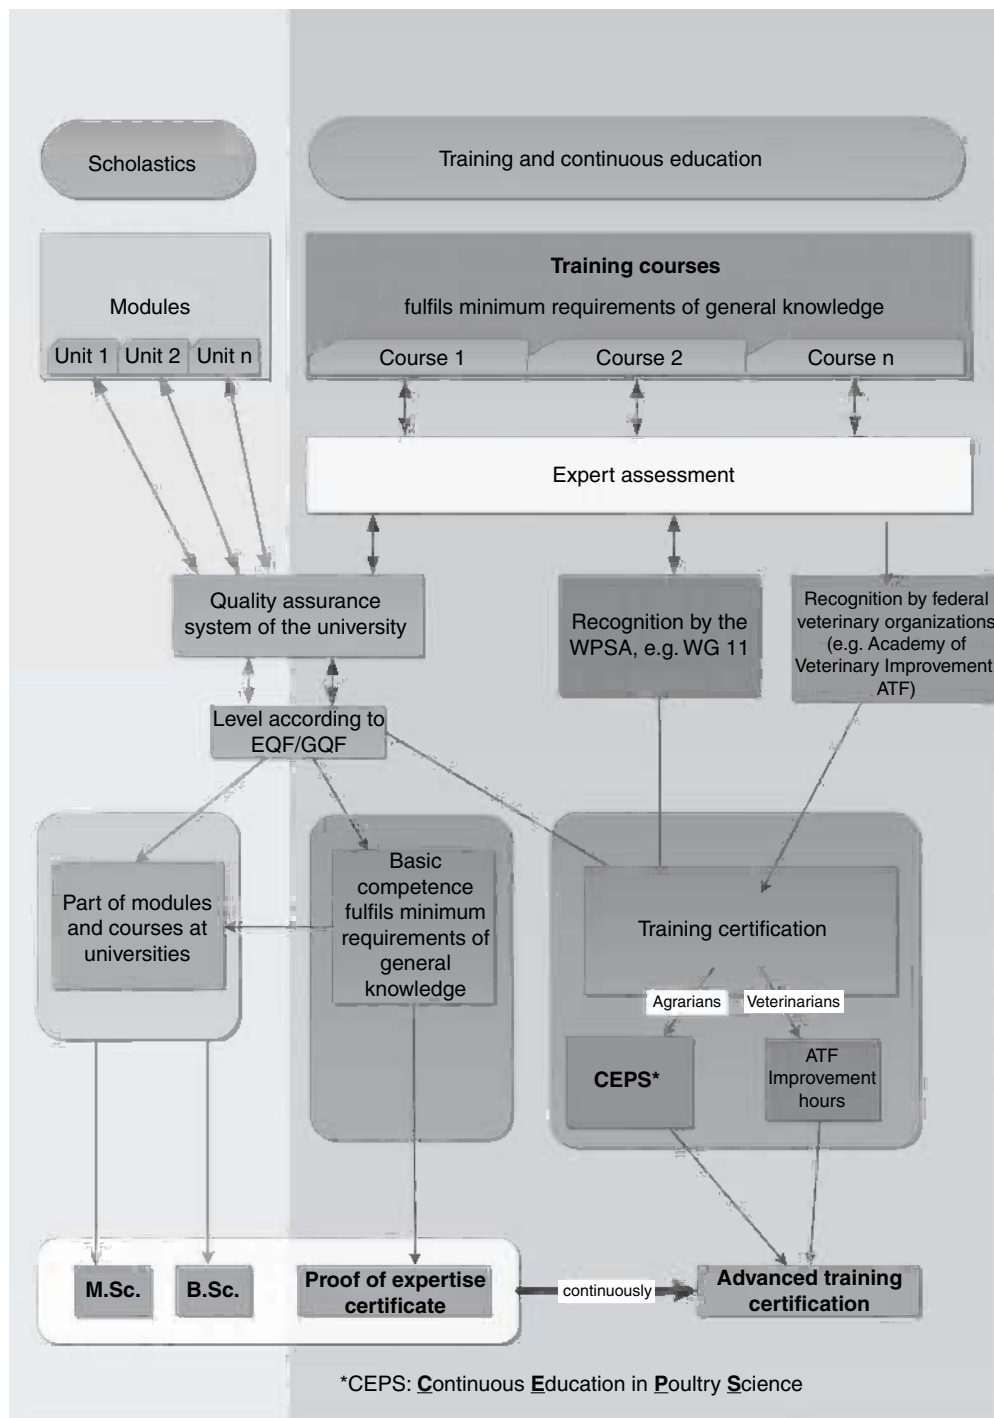 Scholastics
Training and continuous education
Modules
Unit 1
Unit 2
Unit n
Training courses
fulfils minimum requirements of general knowledge
Course 1
Course 2
Course n
Expert assessment
Quality assurance
system of the university
Recognition by the
WPSA, e.g. WG 11
Recognition by federal
veterinary organizations
(e.g. Academy of
Veterinary Improvement
ATF)
Level according to
EQF/GQF
Part of modules
and courses at
universities
Basic
competence
fulfils minimum
requirements of
general
knowledge
Training certification
Agrarians
Veterinarians
CEPS*
ATF
Improvement
hours
M.Sc.
B.Sc.
Proof of expertise
certificate
continuously
Advanced training
certification
*CEPS: Continuous Education in Poultry Science